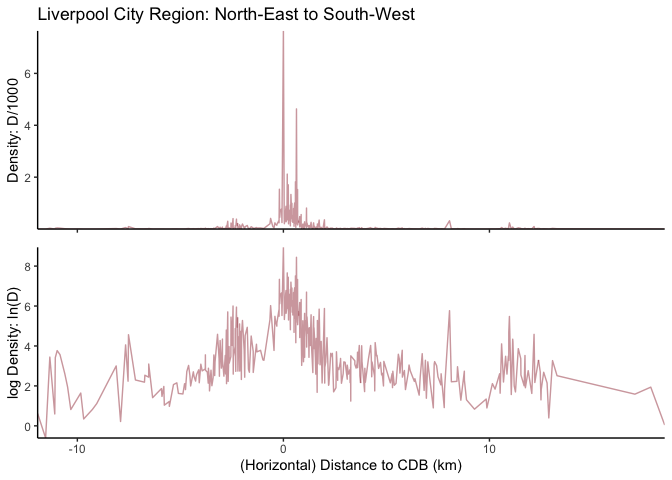 Liverpool City Region: North-East to South-West
Density: D/1000
6
4
2
log Density: ln(D)
8
6
4
2
0
-10
0
10
(Horizontal) Distance to CDB (km)